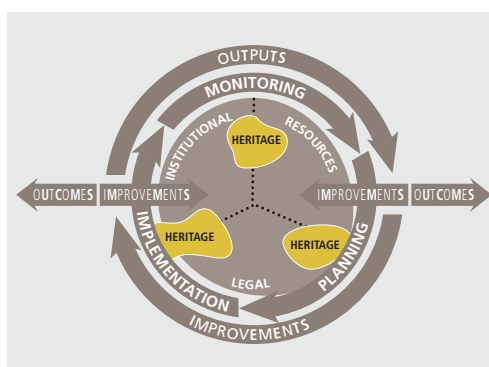 OUTPUTS
MONITORING
INSTITUTIONAL
RESOURCES
HERITAGE
OUTCOMES
IMPROVEMENTS
IMPROVEMENTS
OUTCOMES
HERITAGE
HERITAGE
IMPLEMENTATION
PLANNING
LEGAL
IMPROVEMENTS